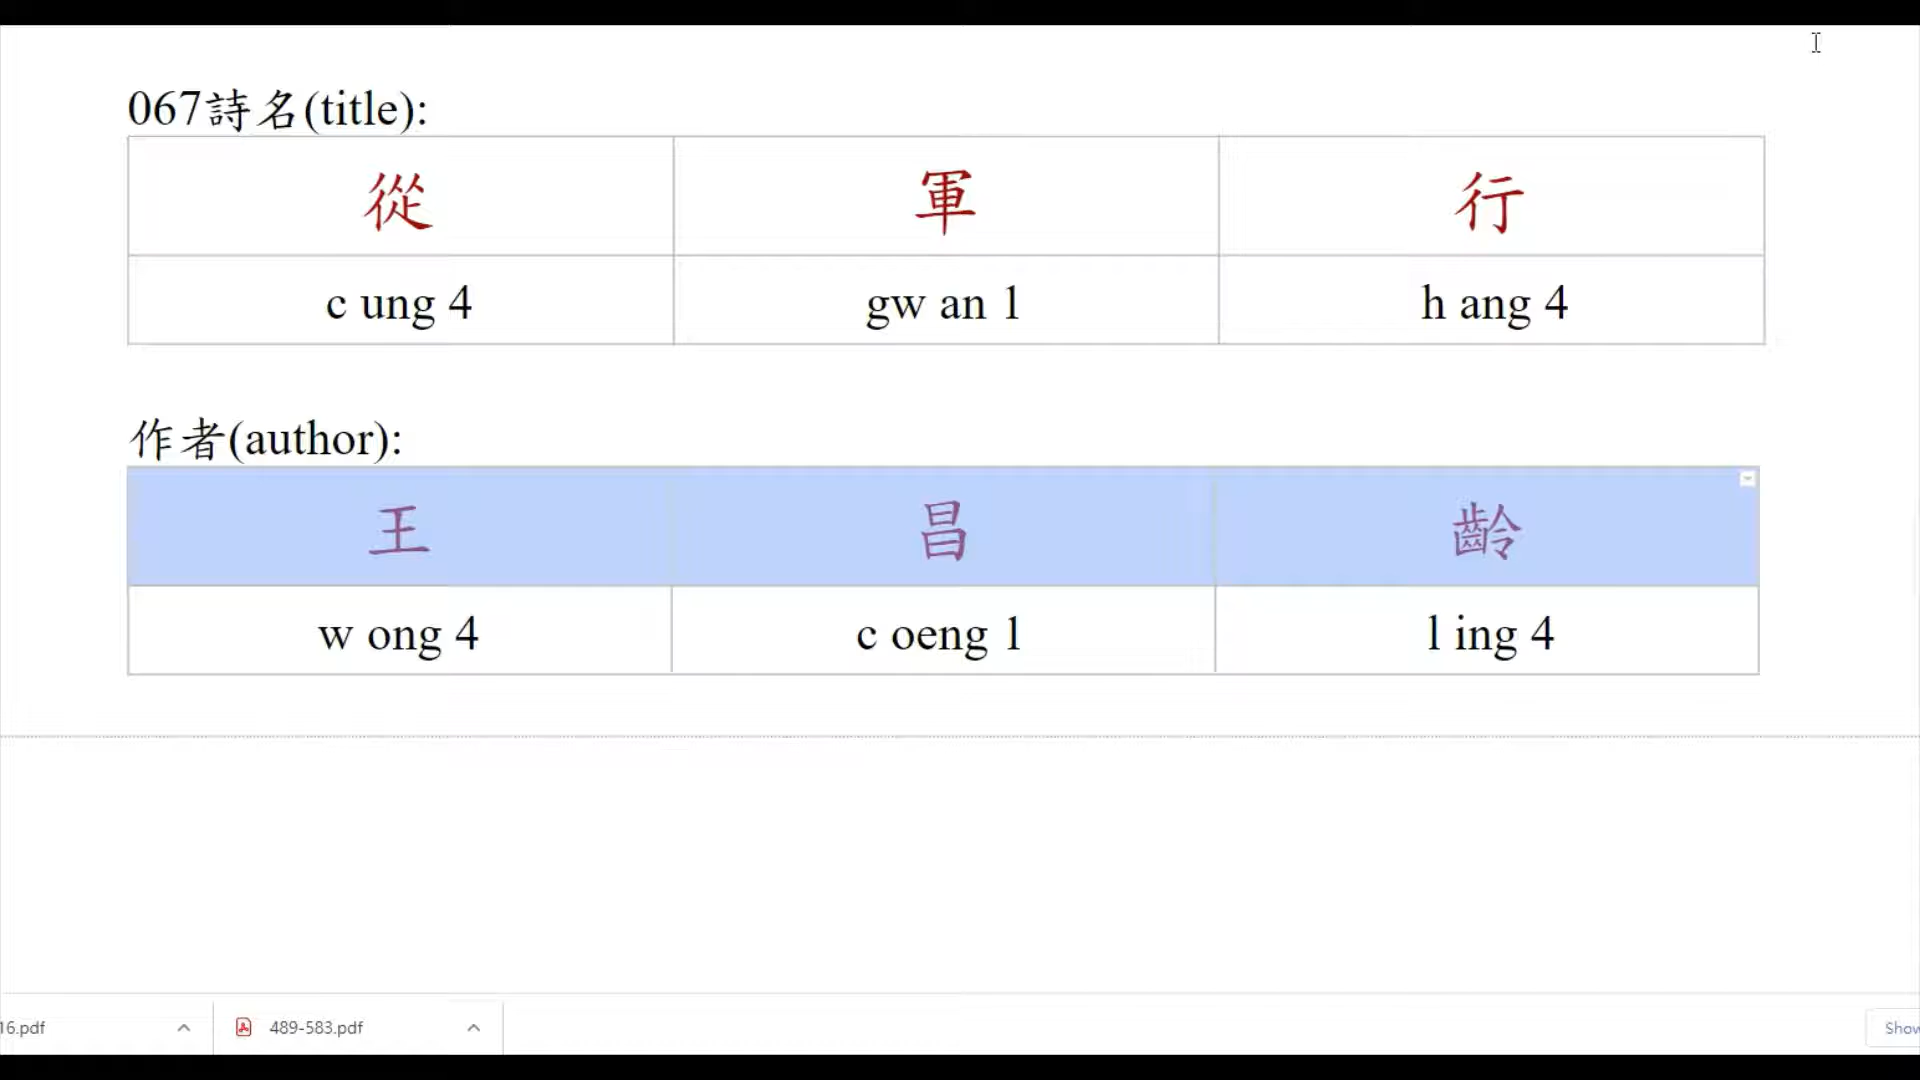 067詩名(title):
從 軍 行
c ung 4 gw an 1 h ang 4
作者(author):
王 昌 齡
w ong 4 c oeng 1 l ing 4
16.pdf 489-583.pdf Show